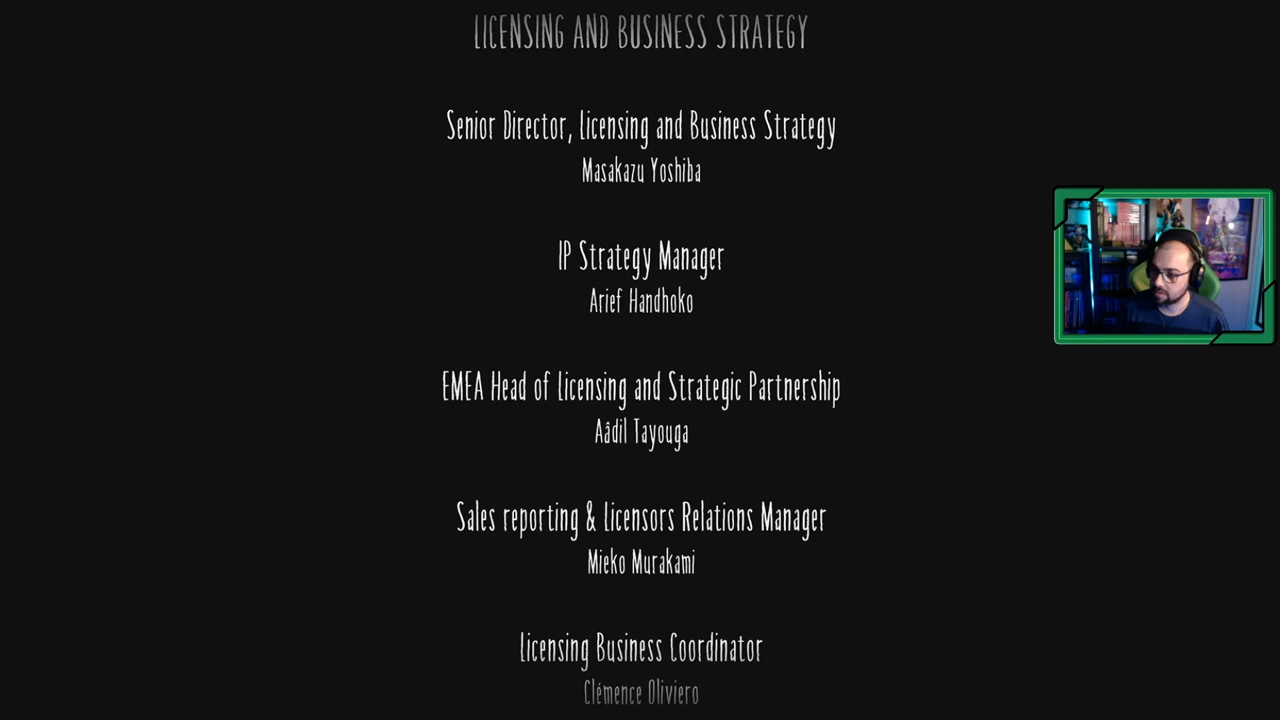 LICENSING AND BUSINESS STRATEGY
Senior Director, Licensing and Business Strategy
Masakazu Yoshiba
IP Strategy Manager
Arief Handhoko
EMEA Head of Licensing and Strategic Partnership
Aâdil Tayouga
Sales reporting & Licensors Relations Manager
Mieko Murakami
Licensing Business Coordinator
Clémence Oliviero